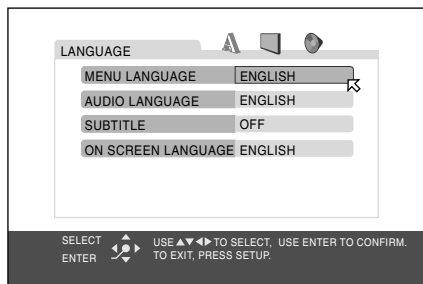 LANGUAGE
MENU LANGUAGE ENGLISH
AUDIO LANGUAGE ENGLISH
SUBTITLE OFF
ON SCREEN LANGUAGE ENGLISH
SELECT USE ▲▼◀▶ TO SELECT, USE ENTER TO CONFIRM.
ENTER TO EXIT, PRESS SETUP.